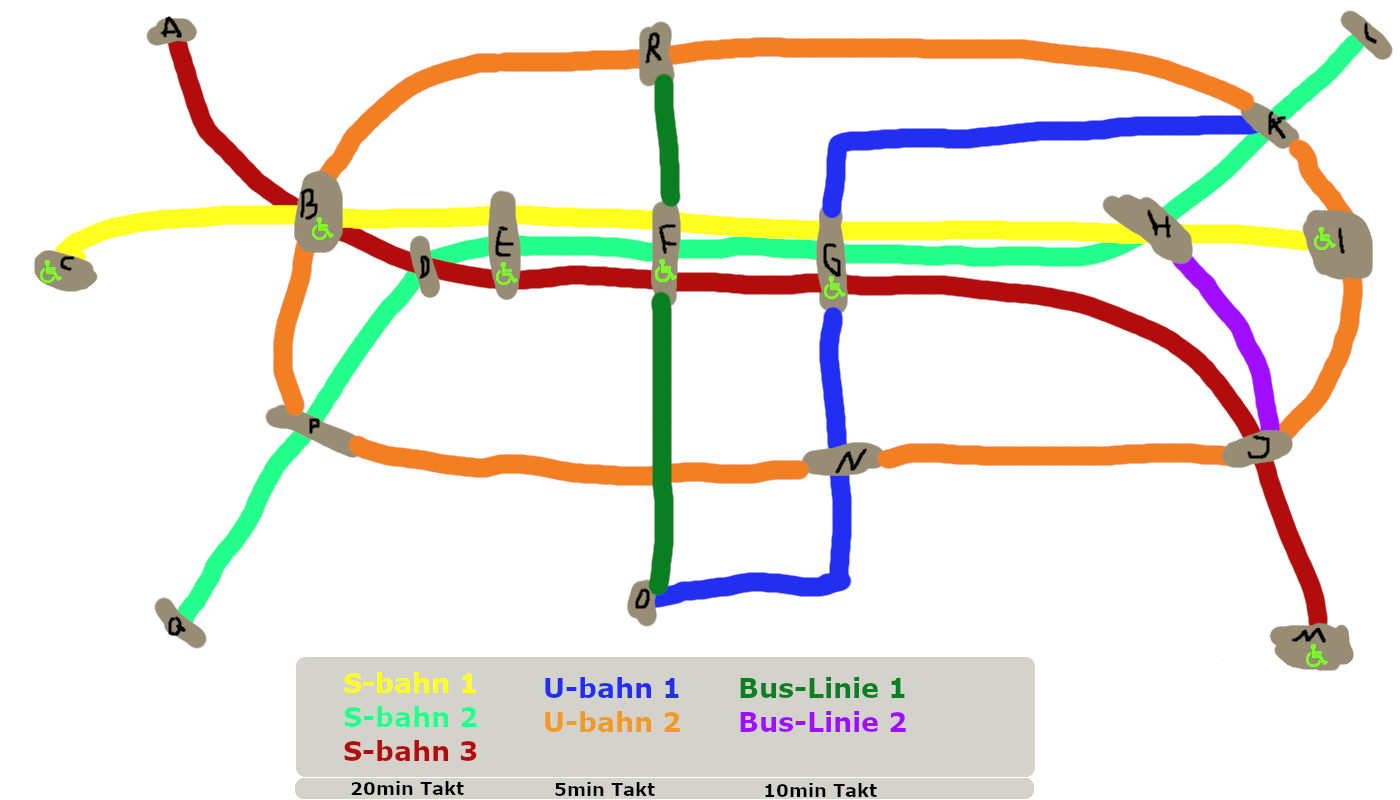 A
R
L
K
B
E
F
G
H
I
C
D
P
N
J
Q
O
M
S-bahn 1
S-bahn 2
S-bahn 3
U-bahn 1
U-bahn 2
Bus-Linie 1
Bus-Linie 2
20min Takt
5min Takt
10min Takt